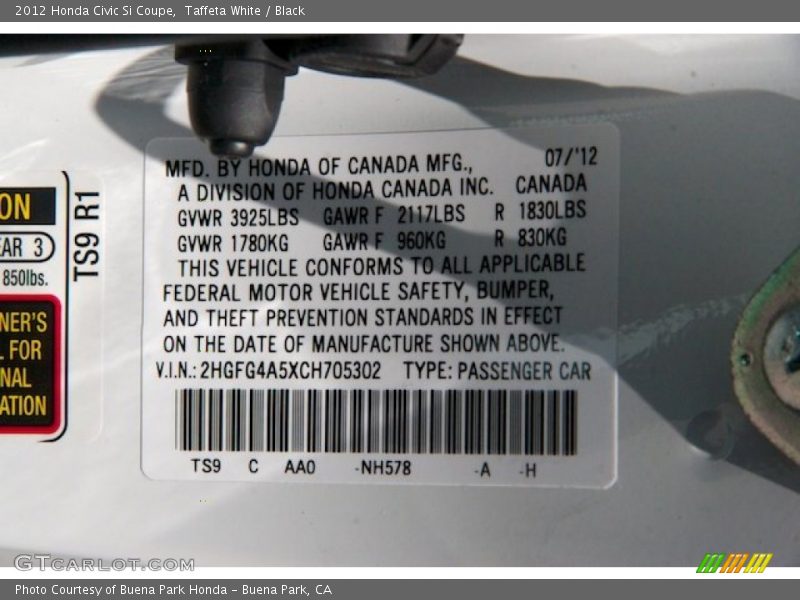 2012 Honda Civic Si Coupe,  Taffeta White / Black
MFD. BY HONDA OF CANADA MFG., 07/'12
A DIVISION OF HONDA CANADA INC. CANADA
GVWR 3925LBS GAWR F 2117LBS R 1830LBS
GVWR 1780KG GAWR F 960KG R 830KG
THIS VEHICLE CONFORMS TO ALL APPLICABLE
FEDERAL MOTOR VEHICLE SAFETY, BUMPER,
AND THEFT PREVENTION STANDARDS IN EFFECT
ON THE DATE OF MANUFACTURE SHOWN ABOVE.
V.I.N.: 2HGFG4A5XCH705302 TYPE: PASSENGER CAR
TS9 C AA0 -NH578 -A -H
TS9 R1
ON
EAR 3
850lbs.
NER'S
L FOR
NAL
ATION
GTCARLOT.COM
Photo Courtesy of Buena Park Honda – Buena Park, CA